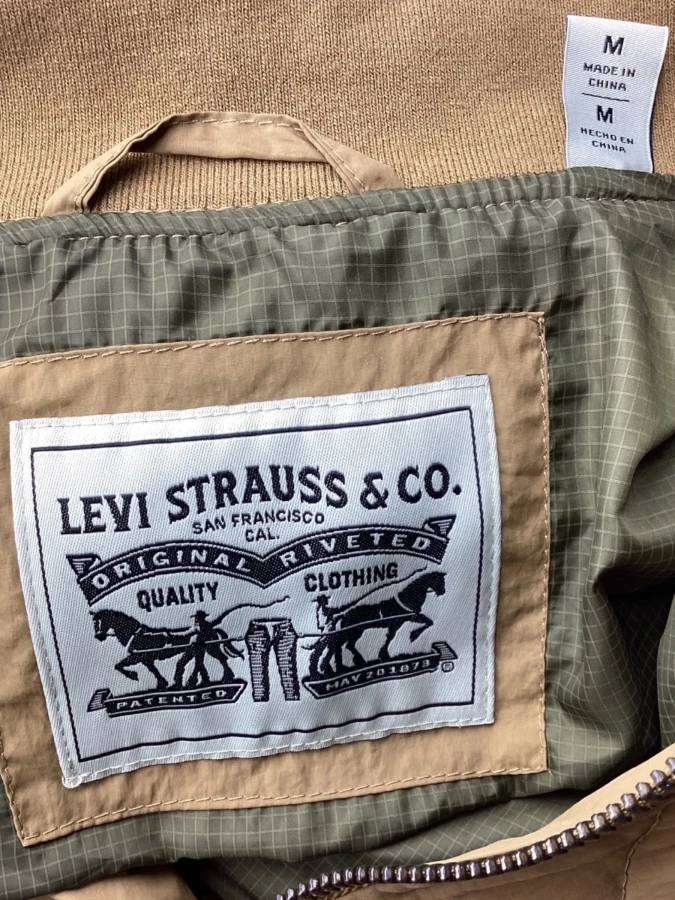 M
MADE IN
CHINA
M
HECHO EN
CHINA
LEVI STRAUSS & CO.
SAN FRANCISCO
CAL.
ORIGINAL RIVETED
QUALITY CLOTHING
PATENTED MAY 20 1873
®